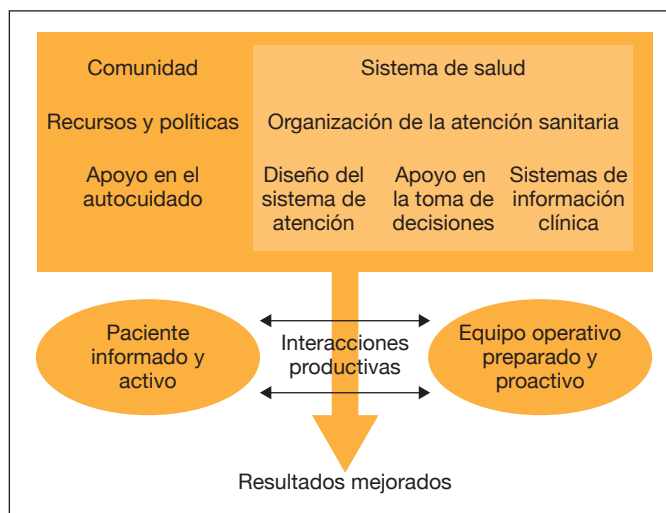 Comunidad
Sistema de salud
Recursos y políticas
Organización de la atención sanitaria
Apoyo en el
autocuidado
Diseño del
sistema de
atención
Apoyo en
la toma de
decisiones
Sistemas de
información
clínica
Paciente
informado y
activo
Interacciones
productivas
Equipo operativo
preparado y
proactivo
Resultados mejorados